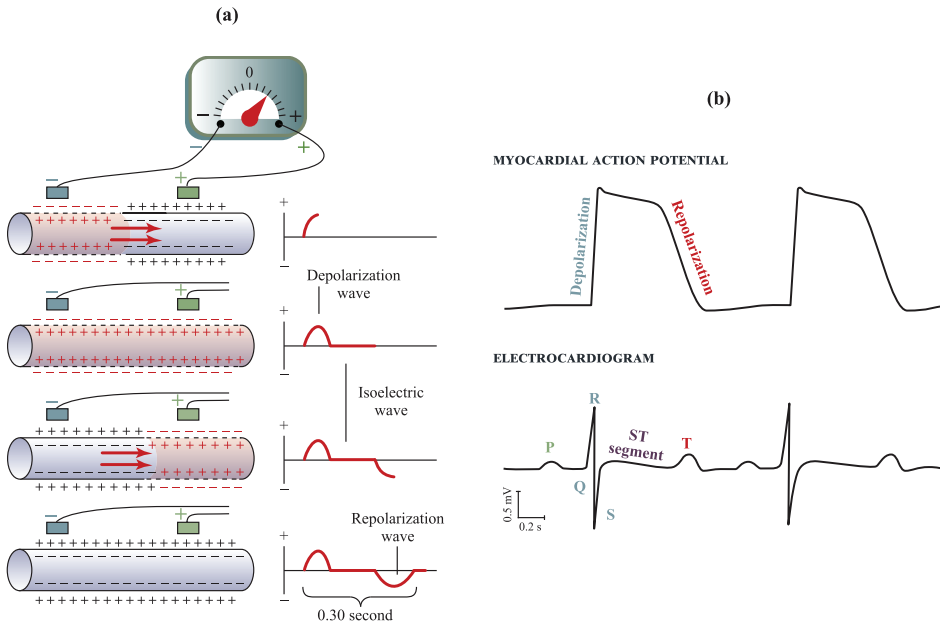 (a)
0
− +
− +
− +
− − − − − − − − + + + + + + + + +
+ + + + + + + − − − − − − − −
+ + + + + + + − − − − − − − −
− − − − − − − − + + + + + + + +
+
−
Depolarization
wave
− +
+ + + + + + + + + + + + + + + +
+ + + + + + + + + + + + + + + +
+
−
Isoelectric
wave
− +
+ + + + + + + + + + +
+ + + + + + + +
+ + + + + + +
+ + + + + + + + + + + +
+
−
Repolarization
wave
− +
+ + + + + + + + + + + + + + + + + +
+ + + + + + + + + + + + + + + + + +
+
−
0.30 second
(b)
MYOCARDIAL ACTION POTENTIAL
Depolarization
Repolarization
ELECTROCARDIOGRAM
R
P
ST
segment
T
Q
S
0.5 mV
0.2 s